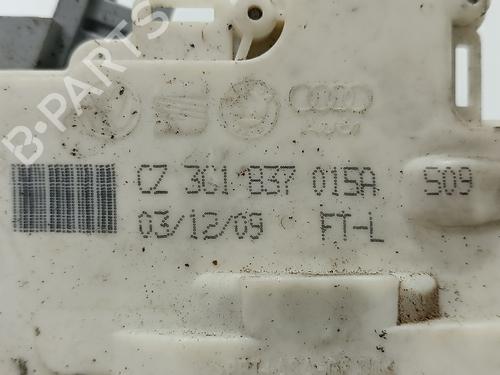 B-PARTS
CZ 3C1 837 015A S09
03/12/09 FT-L